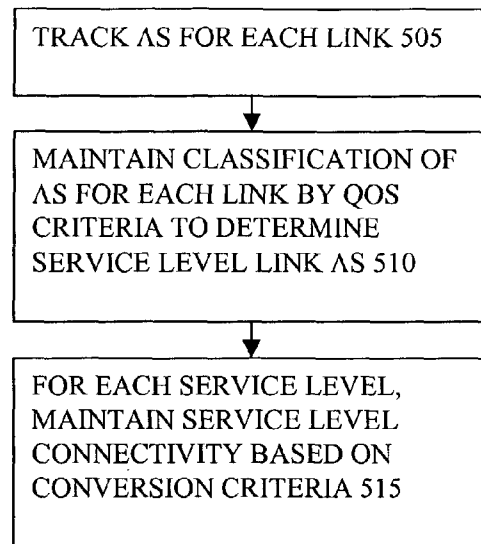 TRACK ΛS FOR EACH LINK 505
MAINTAIN CLASSIFICATION OF
ΛS FOR EACH LINK BY QOS
CRITERIA TO DETERMINE
SERVICE LEVEL LINK ΛS 510
FOR EACH SERVICE LEVEL,
MAINTAIN SERVICE LEVEL
CONNECTIVITY BASED ON
CONVERSION CRITERIA 515